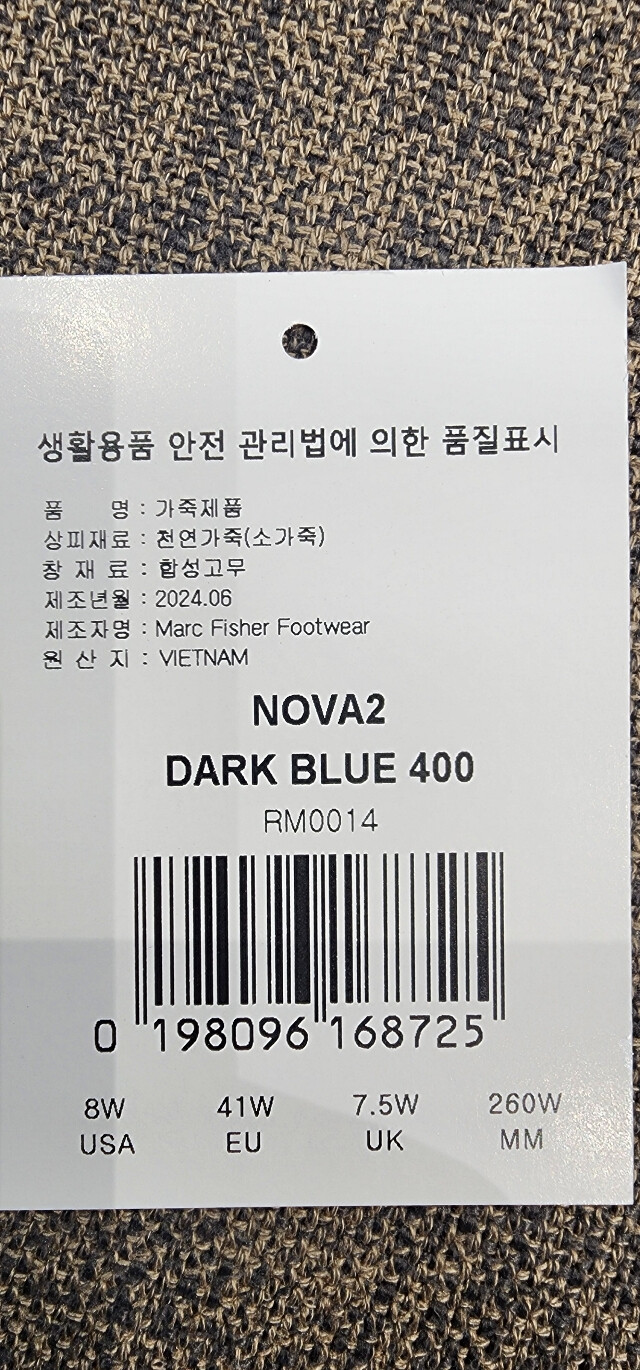 생활용품 안전 관리법에 의한 품질표시
품 명 : 가죽제품
상피재료 : 천연가죽(소가죽)
창 재 료 : 합성고무
제조년월 : 2024.06
제조자명 : Marc Fisher Footwear
원 산 지 : VIETNAM
NOVA2
DARK BLUE 400
RM0014
0 198096 168725
8W 41W 7.5W 260W
USA EU UK MM